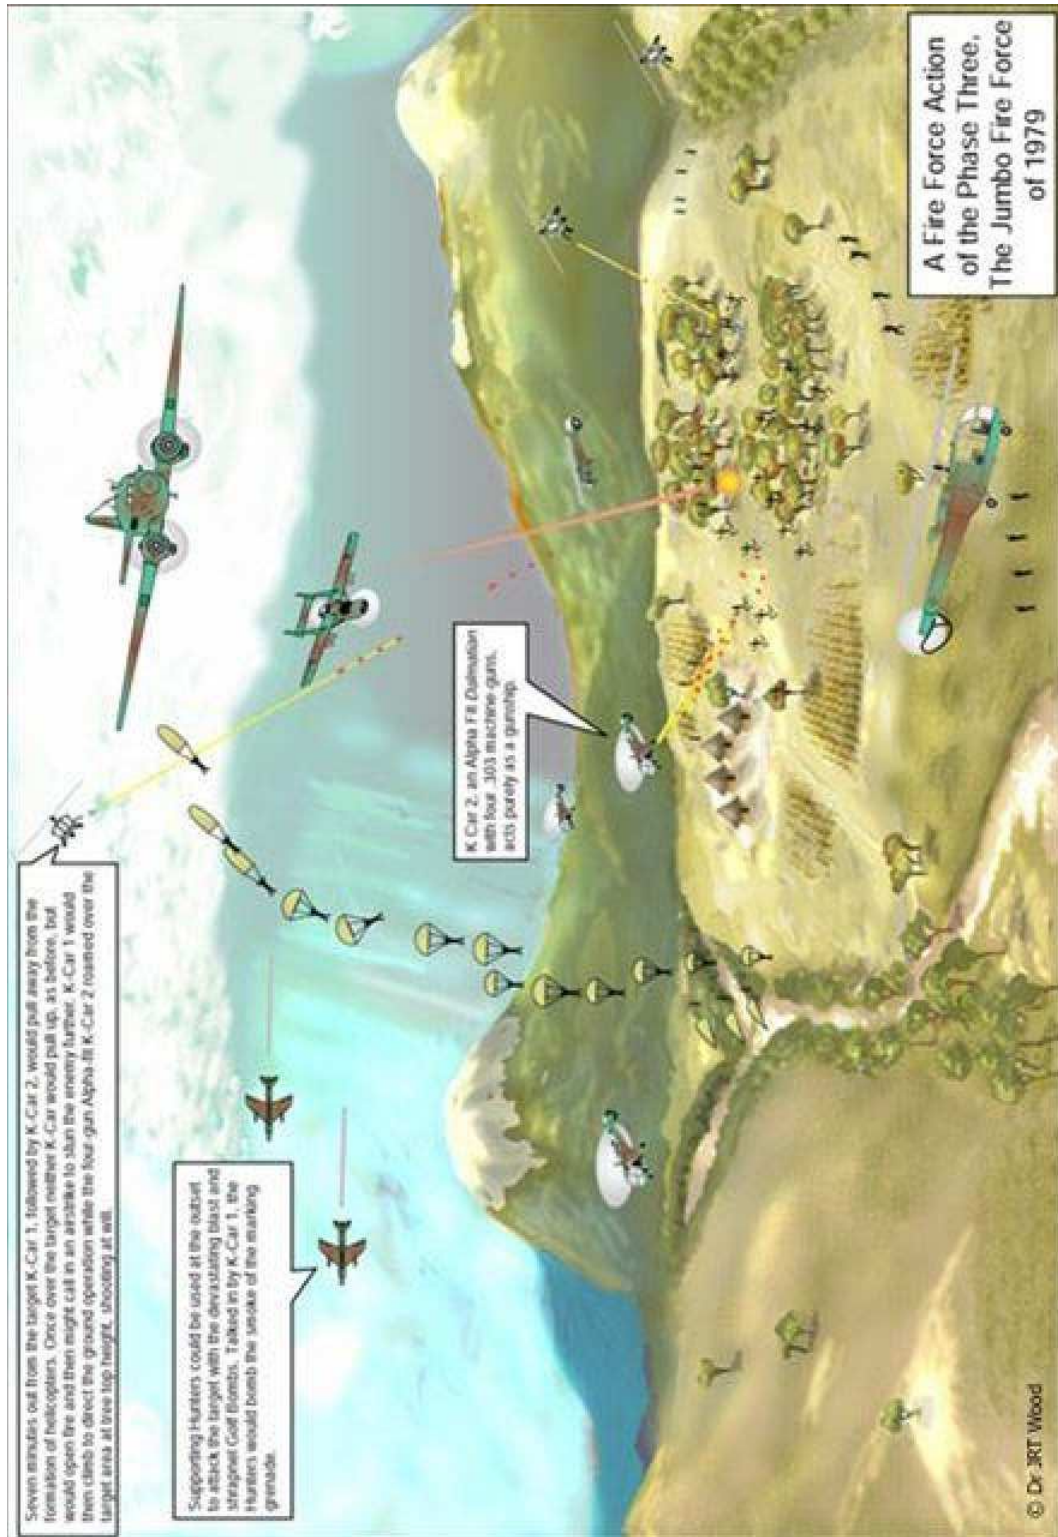 Seven minutes out from the target K-Car 1, followed by K-Car 2, would pull away from the
formation of helicopters. Once over the target neither K-Car would pull up, as before, but
would open fire and then might call in an airstrike to stun the enemy further. K-Car 1 would
then climb to direct the ground operation while the four-gun Alpha-fit K-Car 2 roamed over the
target area at tree top height, shooting at will.
Supporting Hunters could be used at the outset
to attack the target with the devastating blast and
shrapnel Golf Bombs. Talked in by K-Car 1, the
Hunters would bomb the smoke of the marking
grenade.
K Car 2, an Alpha Fit Dalmatian
with four .303 machine-guns,
acts purely as a gunship.
A Fire Force Action
of the Phase Three,
The Jumbo Fire Force
of 1979
© Dr JRT Wood